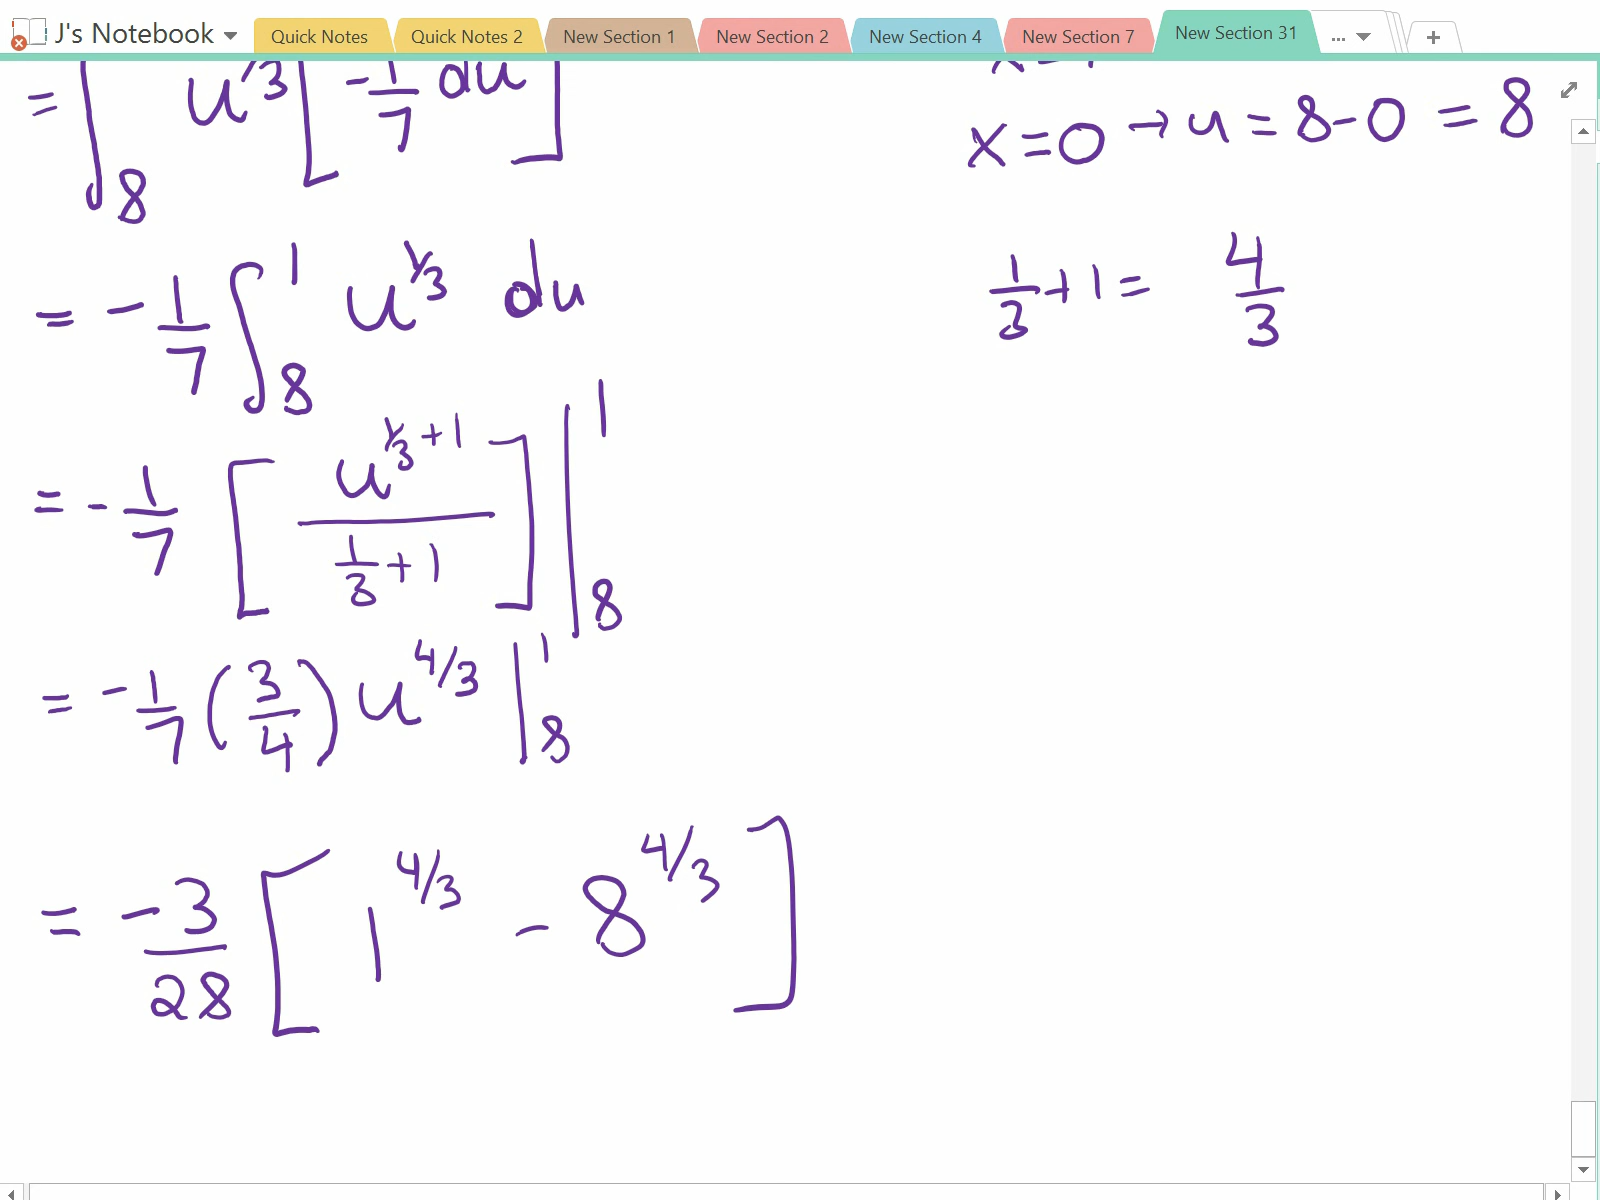 J's Notebook Quick Notes Quick Notes 2 New Section 1 New Section 2 New Section 4 New Section 7 New Section 31 ... +
= ∫_8 u^{1/3} [-1/7 du]
x=0 → u = 8-0 = 8
= -1/7 ∫_8^1 u^{1/3} du
1/3 + 1 = 4/3
= -1/7 [u^{1/3+1} / (1/3+1)] |_8^1
= -1/7 (3/4) u^{4/3} |_8^1
= -3/28 [1^{4/3} - 8^{4/3}]